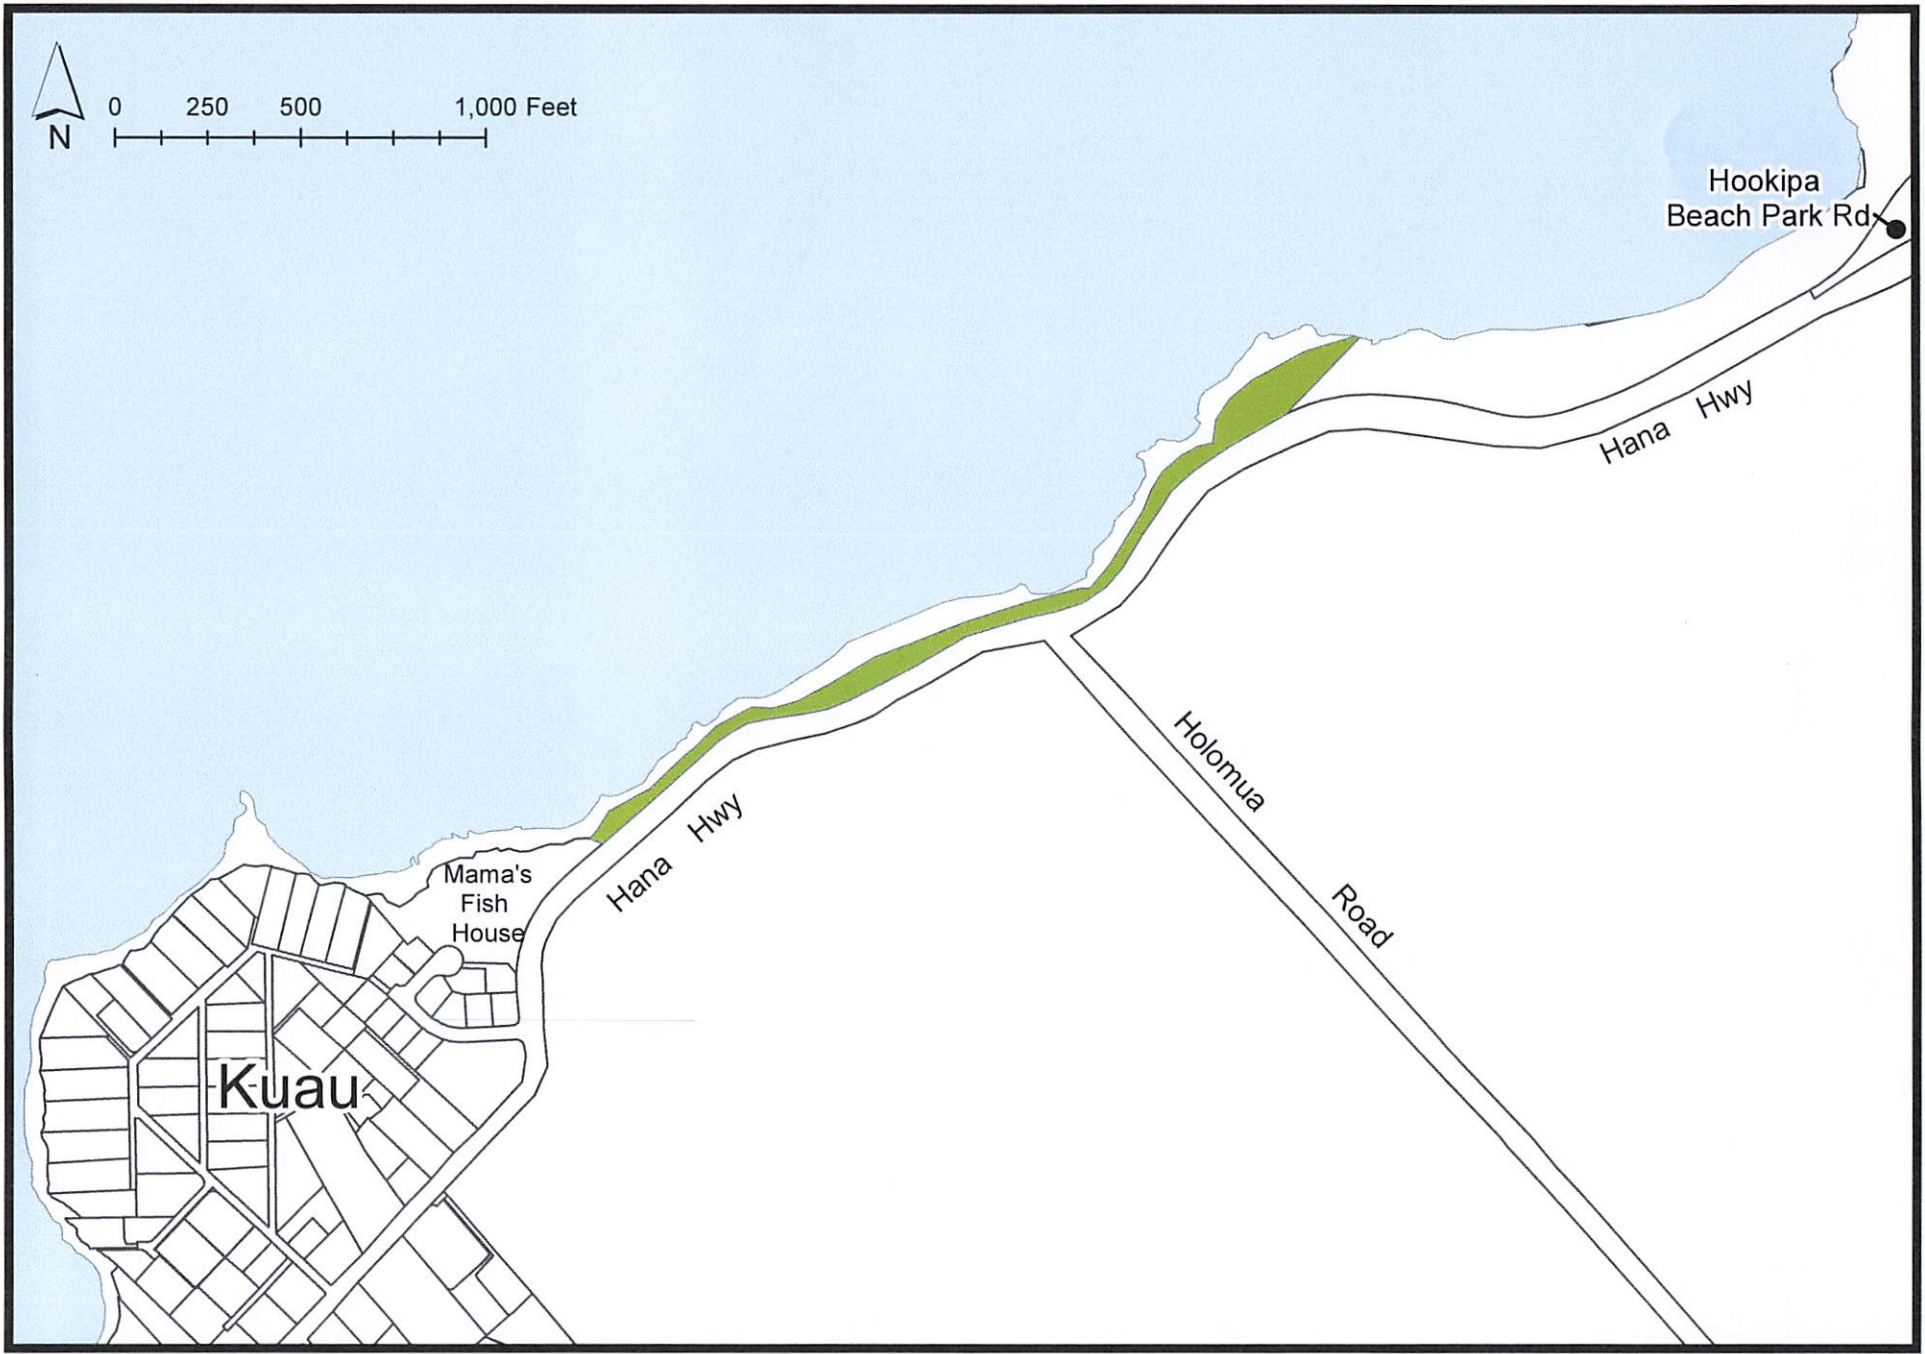 0 250 500 1,000 Feet
N
Hookipa
Beach Park Rd
Hana Hwy
Holomua Road
Hana Hwy
Mama's
Fish
House
Kuau